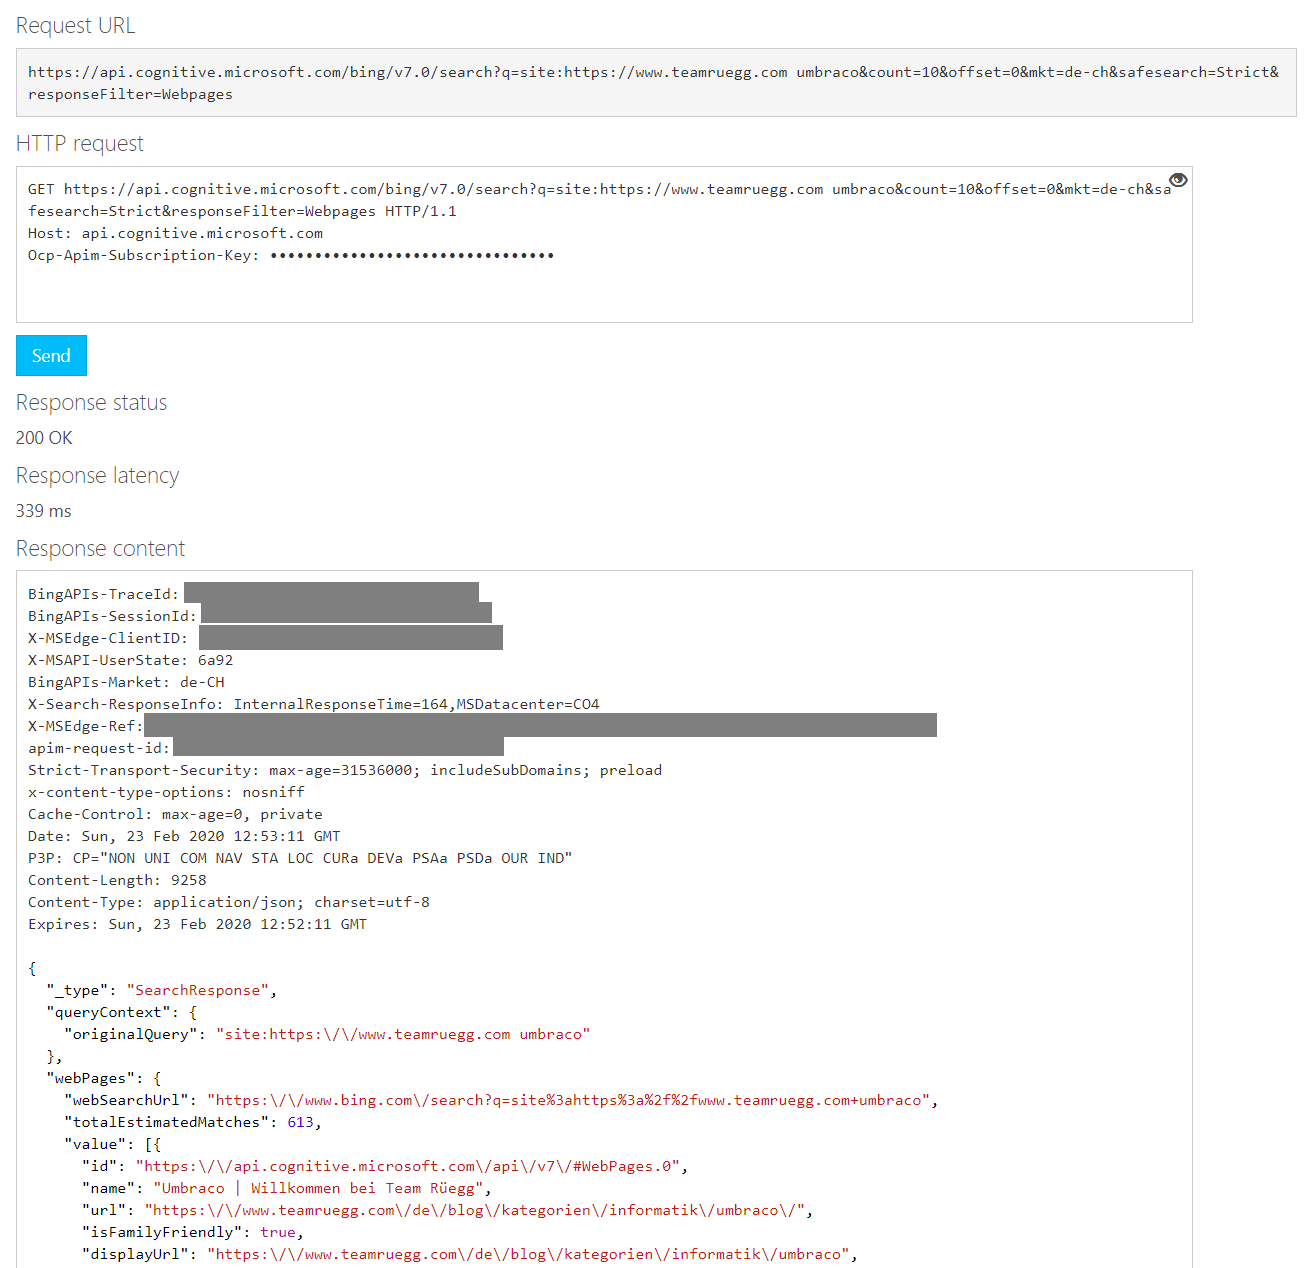 Request URL
https://api.cognitive.microsoft.com/bing/v7.0/search?q=site:https://www.teamruegg.com umbraco&count=10&offset=0&mkt=de-ch&safesearch=Strict&
responseFilter=Webpages
HTTP request
GET https://api.cognitive.microsoft.com/bing/v7.0/search?q=site:https://www.teamruegg.com umbraco&count=10&offset=0&mkt=de-ch&sa
fesearch=Strict&responseFilter=Webpages HTTP/1.1
Host: api.cognitive.microsoft.com
Ocp-Apim-Subscription-Key: ••••••••••••••••••••••••••••••••
Send
Response status
200 OK
Response latency
339 ms
Response content
BingAPIs-TraceId:
BingAPIs-SessionId:
X-MSEdge-ClientID:
X-MSAPI-UserState: 6a92
BingAPIs-Market: de-CH
X-Search-ResponseInfo: InternalResponseTime=164,MSDatacenter=CO4
X-MSEdge-Ref:
apim-request-id:
Strict-Transport-Security: max-age=31536000; includeSubDomains; preload
x-content-type-options: nosniff
Cache-Control: max-age=0, private
Date: Sun, 23 Feb 2020 12:53:11 GMT
P3P: CP="NON UNI COM NAV STA LOC CURa DEVa PSAa PSDa OUR IND"
Content-Length: 9258
Content-Type: application/json; charset=utf-8
Expires: Sun, 23 Feb 2020 12:52:11 GMT
{
"_type": "SearchResponse",
"queryContext": {
"originalQuery": "site:https:\/\/www.teamruegg.com umbraco"
},
"webPages": {
"webSearchUrl": "https:\/\/www.bing.com\/search?q=site%3ahttps%3a%2f%2fwww.teamruegg.com+umbraco",
"totalEstimatedMatches": 613,
"value": [{
"id": "https:\/\/api.cognitive.microsoft.com\/api\/v7\/#WebPages.0",
"name": "Umbraco | Willkommen bei Team Rüegg",
"url": "https:\/\/www.teamruegg.com\/de\/blog\/kategorien\/informatik\/umbraco\/",
"isFamilyFriendly": true,
"displayUrl": "https:\/\/www.teamruegg.com\/de\/blog\/kategorien\/informatik\/umbraco",